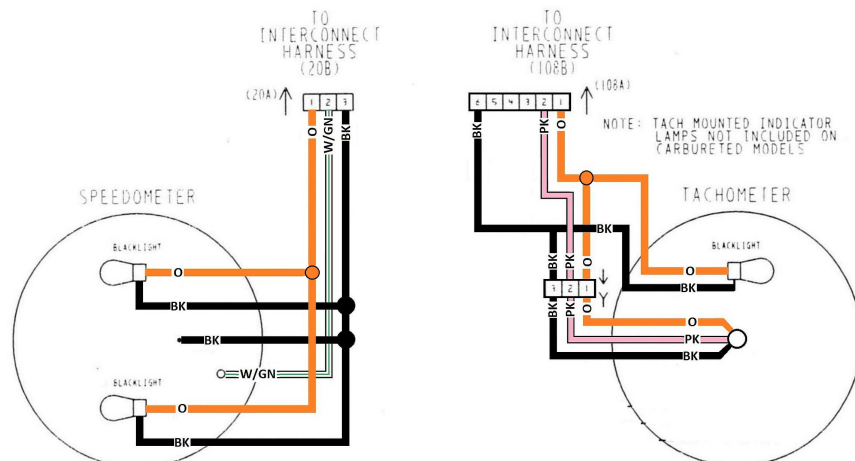 TO
INTERCONNECT
HARNESS
(20B)
(20A)
1 2 3
O
W/GN
BK
SPEEDOMETER
BLACKLIGHT
O
BK
BK
W/GN
BLACKLIGHT
O
BK
TO
INTERCONNECT
HARNESS
(108B)
(108A)
6 5 4 3 2 1
BK
PK
O
NOTE: TACH MOUNTED INDICATOR
LAMPS NOT INCLUDED ON
CARBURETED MODELS
TACHOMETER
BK
BLACKLIGHT
O
BK
BK
PK
O
3 2 1
Y
BK
PK
O
O
PK
BK